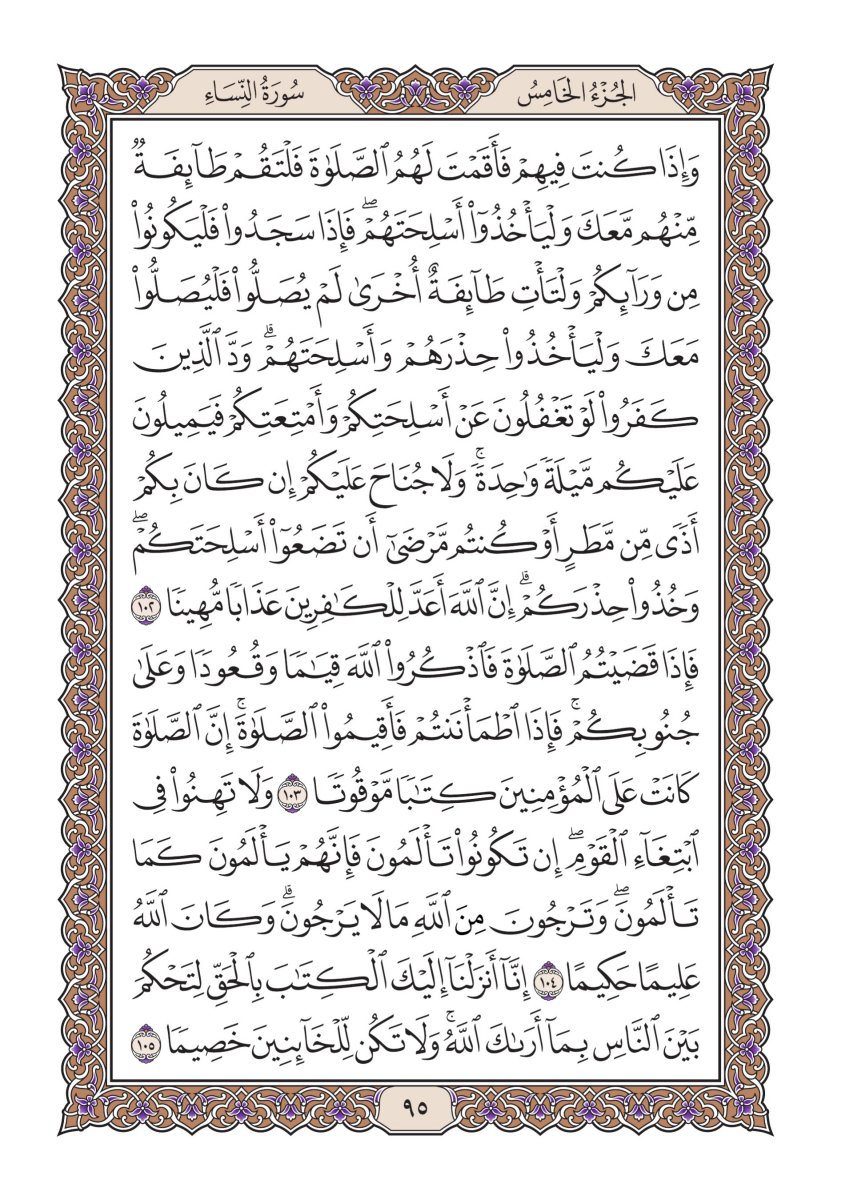 الجُزْءُ الخَامِسُ
سُورَةُ النِّسَاءِ
وَإِذَا كُنتَ فِيهِمْ فَأَقَمْتَ لَهُمُ ٱلصَّلَوٰةَ فَلْتَقُمْ طَآئِفَةٌ
مِّنْهُم مَّعَكَ وَلْيَأْخُذُوٓا۟ أَسْلِحَتَهُمْۖ فَإِذَا سَجَدُوا۟ فَلْيَكُونُوا۟
مِن وَرَآئِكُمْ وَلْتَأْتِ طَآئِفَةٌ أُخْرَىٰ لَمْ يُصَلُّوا۟ فَلْيُصَلُّوا۟
مَعَكَ وَلْيَأْخُذُوا۟ حِذْرَهُمْ وَأَسْلِحَتَهُمْۗ وَدَّ ٱلَّذِينَ
كَفَرُوا۟ لَوْ تَغْفُلُونَ عَنْ أَسْلِحَتِكُمْ وَأَمْتِعَتِكُمْ فَيَمِيلُونَ
عَلَيْكُم مَّيْلَةً وَٰحِدَةًۚ وَلَا جُنَاحَ عَلَيْكُمْ إِن كَانَ بِكُمْ
أَذًى مِّن مَّطَرٍ أَوْ كُنتُم مَّرْضَىٰٓ أَن تَضَعُوٓا۟ أَسْلِحَتَكُمْۖ
وَخُذُوا۟ حِذْرَكُمْۗ إِنَّ ٱللَّهَ أَعَدَّ لِلْكَٰفِرِينَ عَذَابًا مُّهِينًا ١٠٢
فَإِذَا قَضَيْتُمُ ٱلصَّلَوٰةَ فَٱذْكُرُوا۟ ٱللَّهَ قِيَٰمًا وَقُعُودًا وَعَلَىٰ
جُنُوبِكُمْۚ فَإِذَا ٱطْمَأْنَنتُمْ فَأَقِيمُوا۟ ٱلصَّلَوٰةَۚ إِنَّ ٱلصَّلَوٰةَ
كَانَتْ عَلَى ٱلْمُؤْمِنِينَ كِتَٰبًا مَّوْقُوتًا ١٠٣ وَلَا تَهِنُوا۟ فِى
ٱبْتِغَآءِ ٱلْقَوْمِۖ إِن تَكُونُوا۟ تَأْلَمُونَ فَإِنَّهُمْ يَأْلَمُونَ كَمَا
تَأْلَمُونَۖ وَتَرْجُونَ مِنَ ٱللَّهِ مَا لَا يَرْجُونَۗ وَكَانَ ٱللَّهُ
عَلِيمًا حَكِيمًا ١٠٤ إِنَّآ أَنزَلْنَآ إِلَيْكَ ٱلْكِتَٰبَ بِٱلْحَقِّ لِتَحْكُمَ
بَيْنَ ٱلنَّاسِ بِمَآ أَرَىٰكَ ٱللَّهُۚ وَلَا تَكُن لِّلْخَآئِنِينَ خَصِيمًا ١٠٥
٩٥